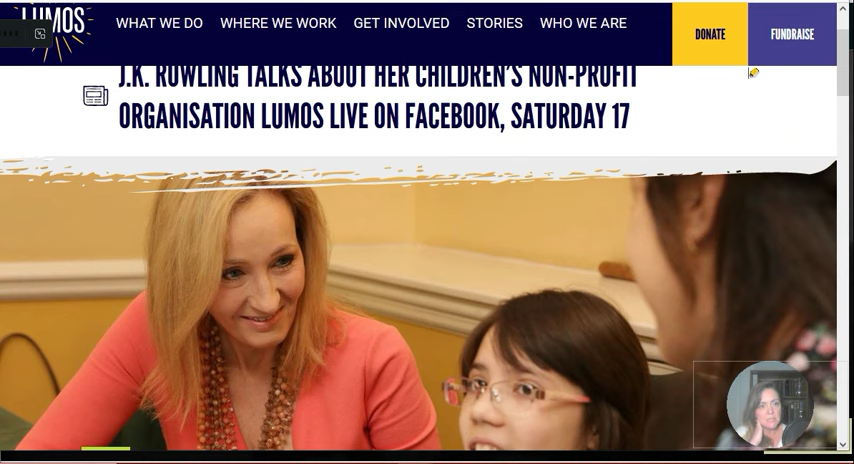 LUMOS
WHAT WE DO WHERE WE WORK GET INVOLVED STORIES WHO WE ARE DONATE FUNDRAISE
J.K. ROWLING TALKS ABOUT HER CHILDREN'S NON-PROFIT
ORGANISATION LUMOS LIVE ON FACEBOOK, SATURDAY 17